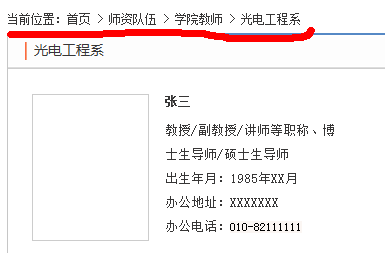 当前位置：首页 > 师资队伍 > 学院教师 > 光电工程系
光电工程系
张三
教授/副教授/讲师等职称、博
士生导师/硕士生导师
出生年月：1985年XX月
办公地址：XXXXXXX
办公电话：010-82111111